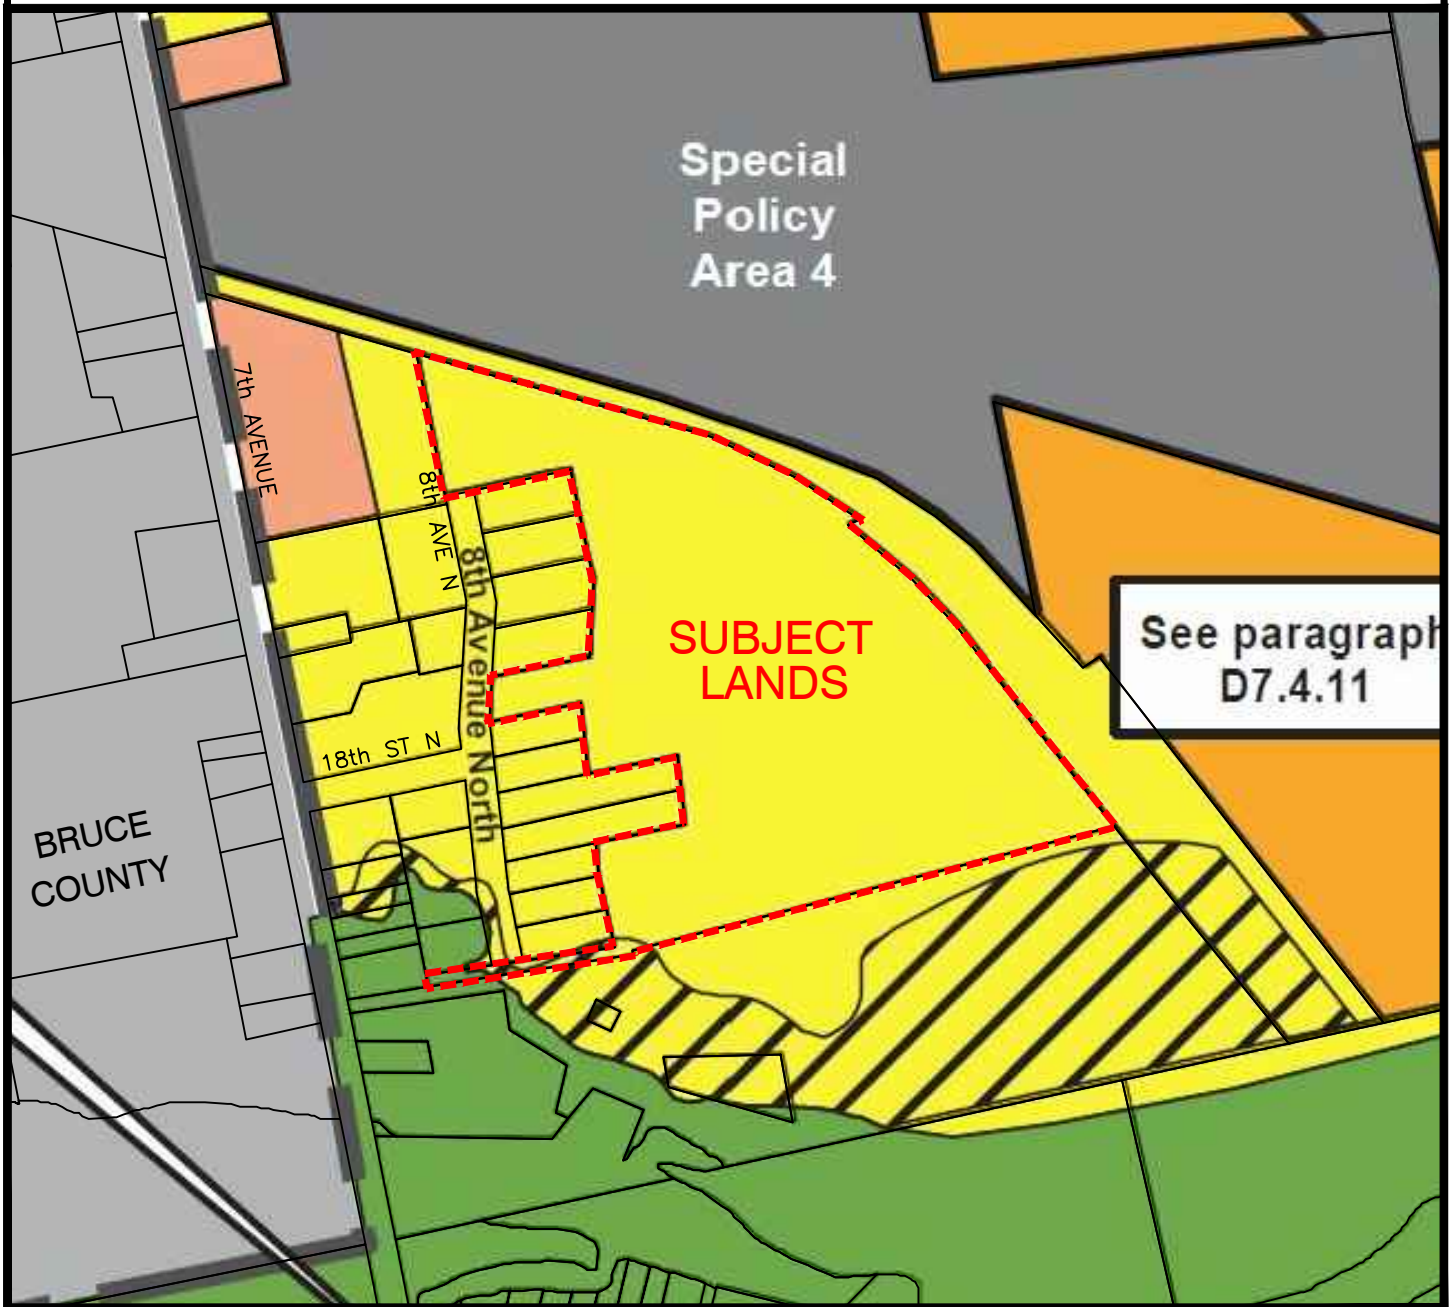 Special
Policy
Area 4
7th AVENUE
8th AVE N
8th Avenue North
SUBJECT
LANDS
See paragraph
D7.4.11
18th ST N
BRUCE
COUNTY